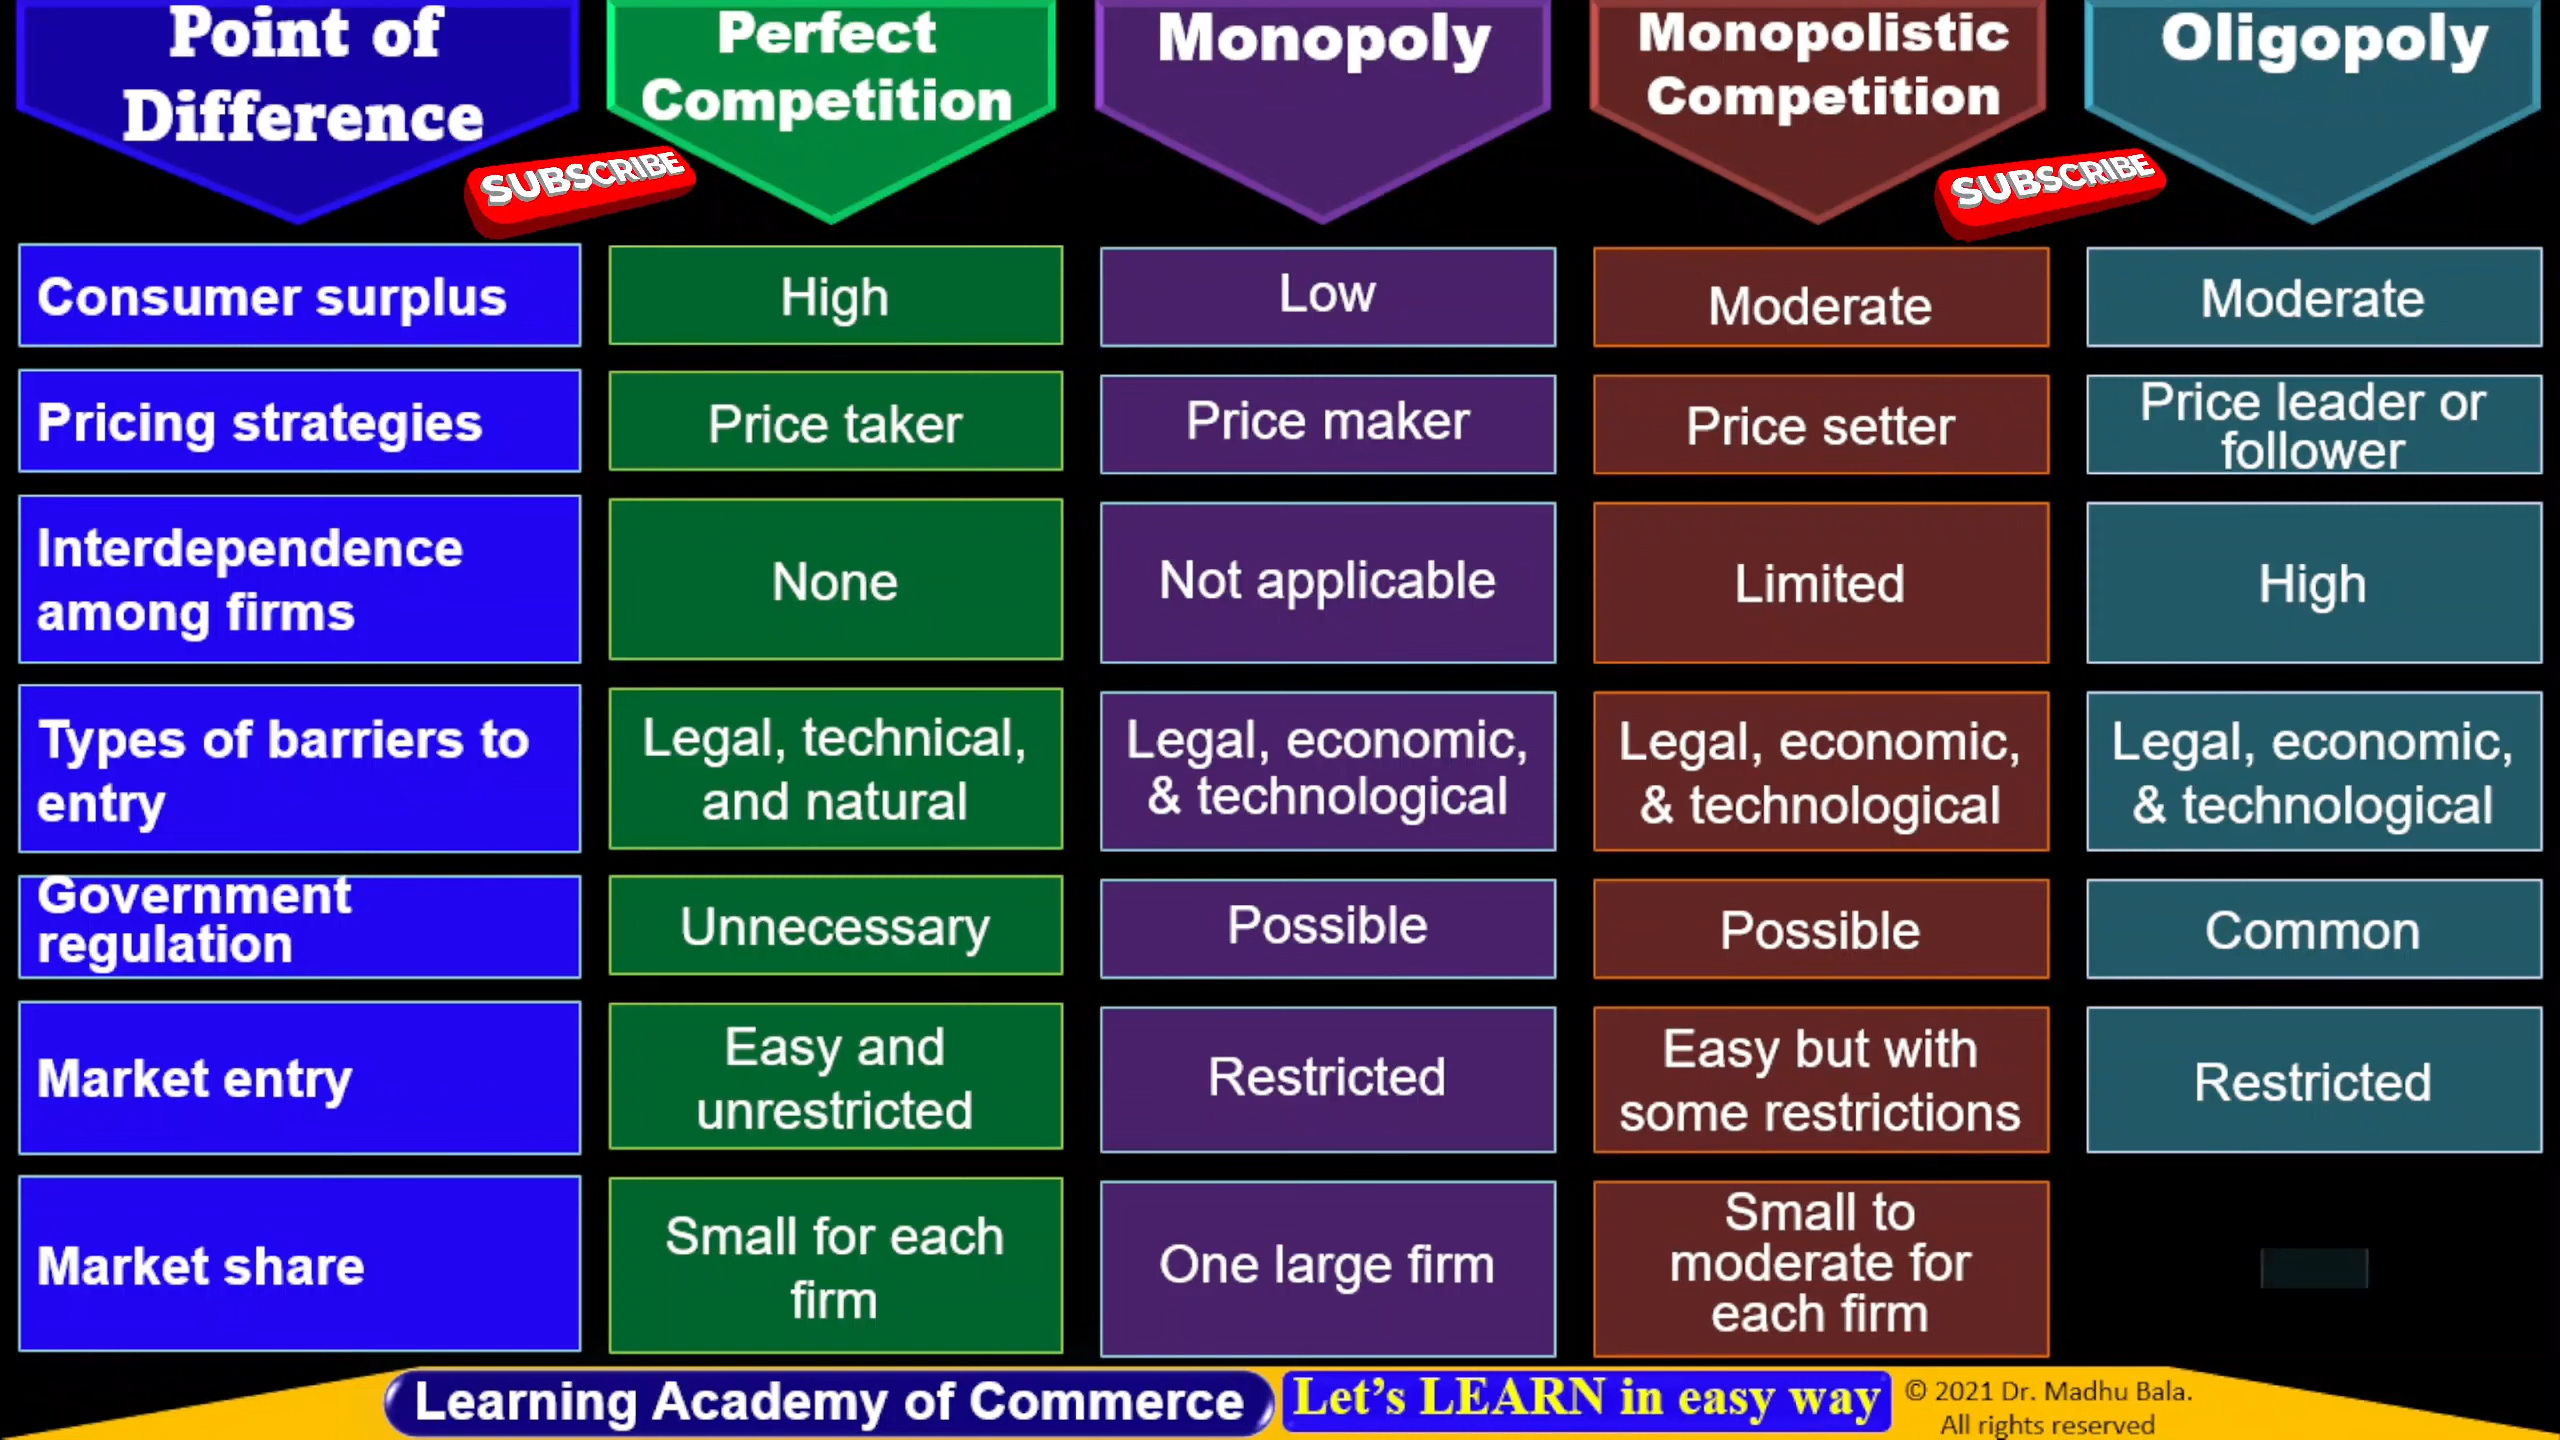 Point of
Difference
Perfect
Competition
Monopoly
Monopolistic
Competition
Oligopoly
SUBSCRIBE
SUBSCRIBE
Consumer surplus
High
Low
Moderate
Moderate
Pricing strategies
Price taker
Price maker
Price setter
Price leader or
follower
Interdependence
among firms
None
Not applicable
Limited
High
Types of barriers to
entry
Legal, technical,
and natural
Legal, economic,
& technological
Legal, economic,
& technological
Legal, economic,
& technological
Government
regulation
Unnecessary
Possible
Possible
Common
Market entry
Easy and
unrestricted
Restricted
Easy but with
some restrictions
Restricted
Market share
Small for each
firm
One large firm
Small to
moderate for
each firm
Learning Academy of Commerce
Let's LEARN in easy way
© 2021 Dr. Madhu Bala.
All rights reserved